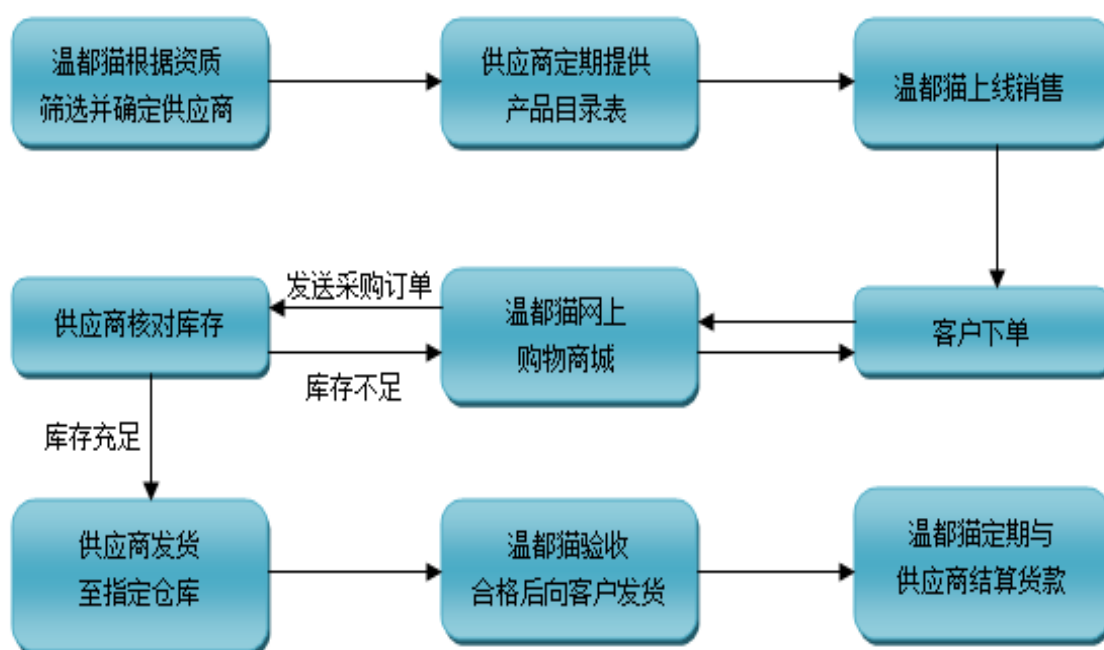 温都猫根据资质
筛选并确定供应商
供应商定期提供
产品目录表
温都猫上线销售
发送采购订单
供应商核对库存
温都猫网上
购物商城
客户下单
库存不足
库存充足
供应商发货
至指定仓库
温都猫验收
合格后向客户发货
温都猫定期与
供应商结算货款